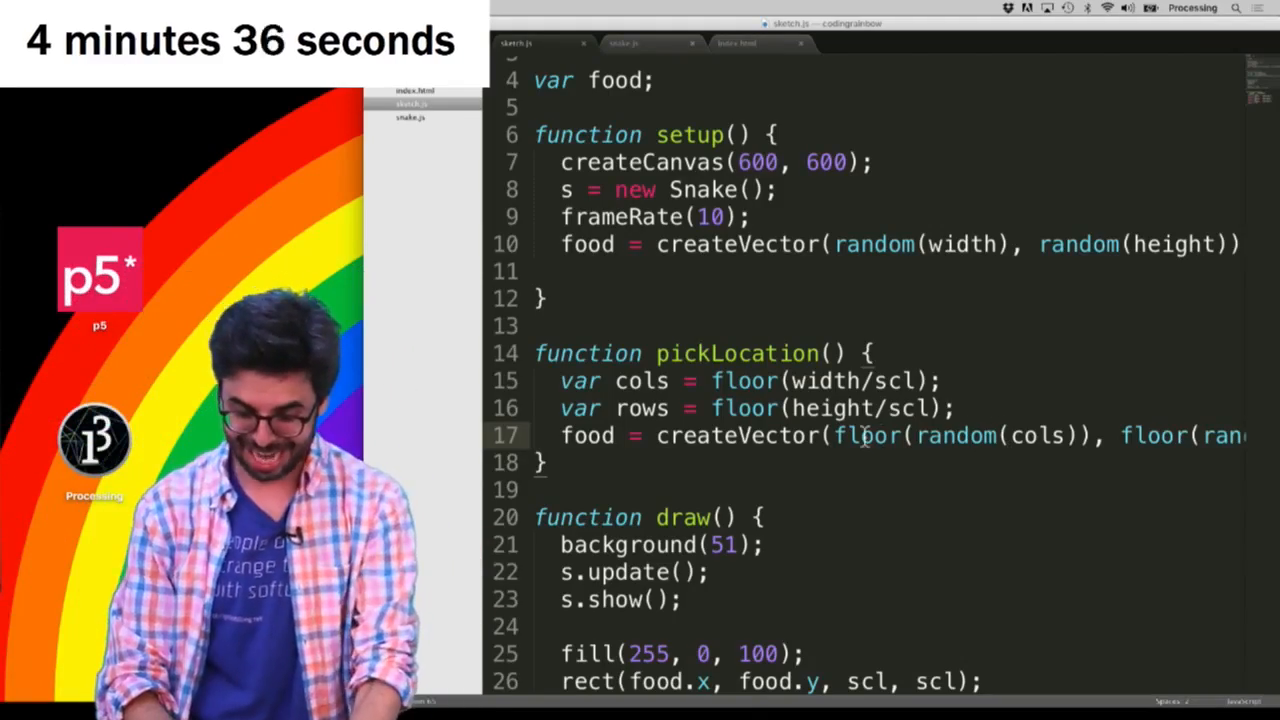 4 minutes 36 seconds
Processing
sketch.js — codingrainbow
sketch.js × snake.js × index.html ×
index.html
sketch.js
snake.js
4 var food;
5
6 function setup() {
7 createCanvas(600, 600);
8 s = new Snake();
9 frameRate(10);
10 food = createVector(random(width), random(height))
11
12 }
13
14 function pickLocation() {
15 var cols = floor(width/scl);
16 var rows = floor(height/scl);
17 food = createVector(floor(random(cols)), floor(ran
18 }
19
20 function draw() {
21 background(51);
22 s.update();
23 s.show();
24
25 fill(255, 0, 100);
26 rect(food.x, food.y, scl, scl);
p5*
p5
Processing
with softw
Spaces: 2 JavaScript